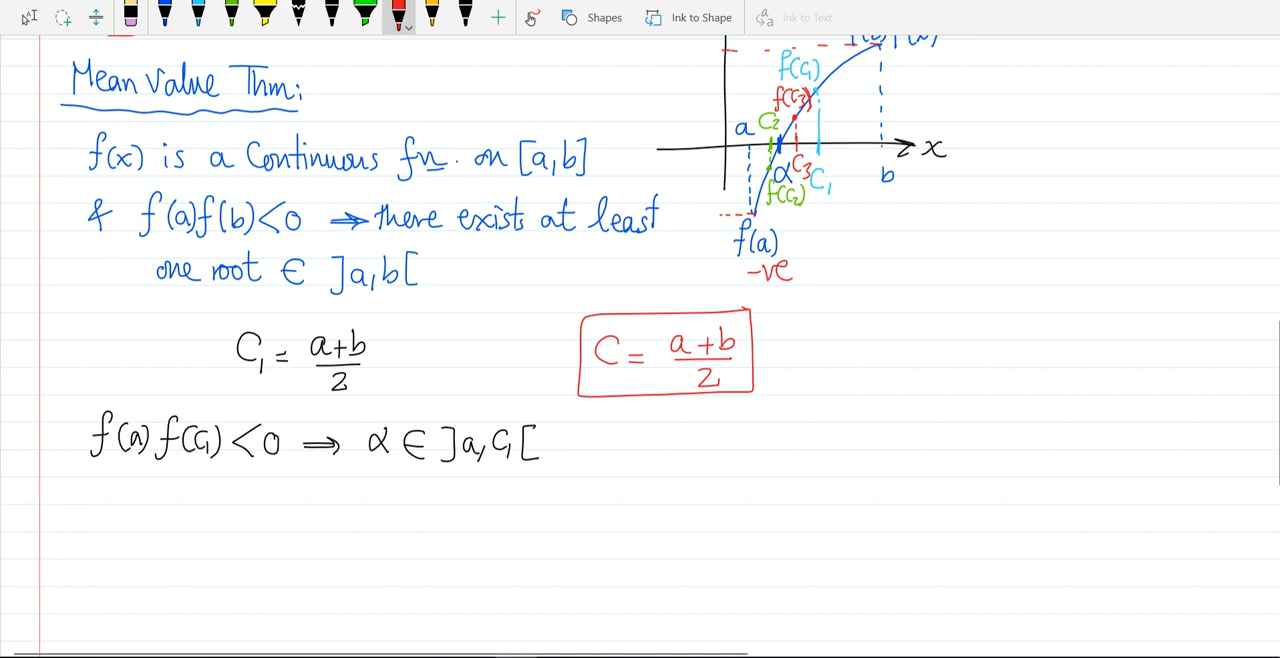 Shapes
Ink to Shape
Ink to Text
Mean Value Thm:
f(x) is a Continuous fn. on [a,b]
& f(a)f(b)<0 ⇒ there exists at least
one root ∈ ]a,b[
C₁ = a+b/2
C = a+b/2
f(a) f(C₁) <0 ⇒ α ∈ ]a, C₁[
f(C₁)
f(C₃)
a C₂
x
α C₃ C₁ b
f(C₂)
f(a)
-ve